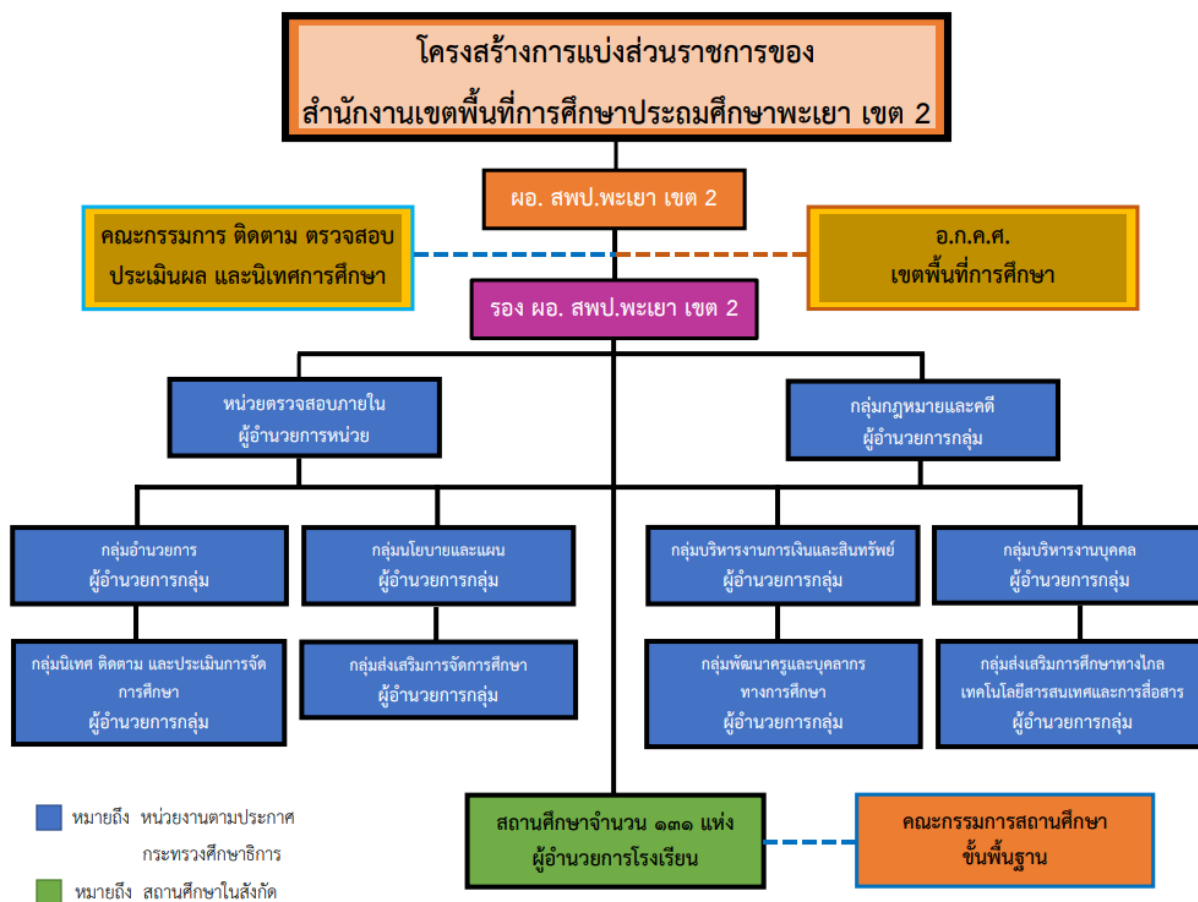 โครงสร้างการแบ่งส่วนราชการของ
สำนักงานเขตพื้นที่การศึกษาประถมศึกษาพะเยา เขต 2
ผอ. สพป.พะเยา เขต 2
คณะกรรมการ ติดตาม ตรวจสอบ
ประเมินผล และนิเทศการศึกษา
อ.ก.ค.ศ.
เขตพื้นที่การศึกษา
รอง ผอ. สพป.พะเยา เขต 2
หน่วยตรวจสอบภายใน
ผู้อำนวยการหน่วย
กลุ่มกฎหมายและคดี
ผู้อำนวยการกลุ่ม
กลุ่มอำนวยการ
ผู้อำนวยการกลุ่ม
กลุ่มนโยบายและแผน
ผู้อำนวยการกลุ่ม
กลุ่มบริหารงานการเงินและสินทรัพย์
ผู้อำนวยการกลุ่ม
กลุ่มบริหารงานบุคคล
ผู้อำนวยการกลุ่ม
กลุ่มนิเทศ ติดตาม และประเมินการจัด
การศึกษา
ผู้อำนวยการกลุ่ม
กลุ่มส่งเสริมการจัดการศึกษา
ผู้อำนวยการกลุ่ม
กลุ่มพัฒนาครูและบุคลากร
ทางการศึกษา
ผู้อำนวยการกลุ่ม
กลุ่มส่งเสริมการศึกษาทางไกล
เทคโนโลยีสารสนเทศและการสื่อสาร
ผู้อำนวยการกลุ่ม
สถานศึกษาจำนวน ๑๓๑ แห่ง
ผู้อำนวยการโรงเรียน
คณะกรรมการสถานศึกษา
ขั้นพื้นฐาน
หมายถึง หน่วยงานตามประกาศ
กระทรวงศึกษาธิการ
หมายถึง สถานศึกษาในสังกัด